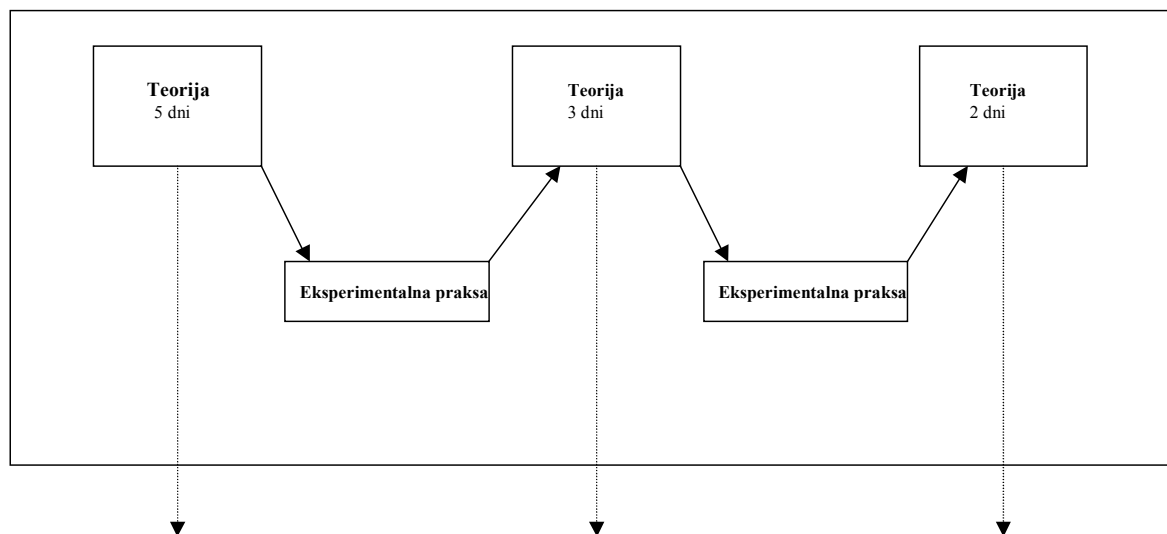 Teorija
5 dni
Teorija
3 dni
Teorija
2 dni
Eksperimentalna praksa
Eksperimentalna praksa